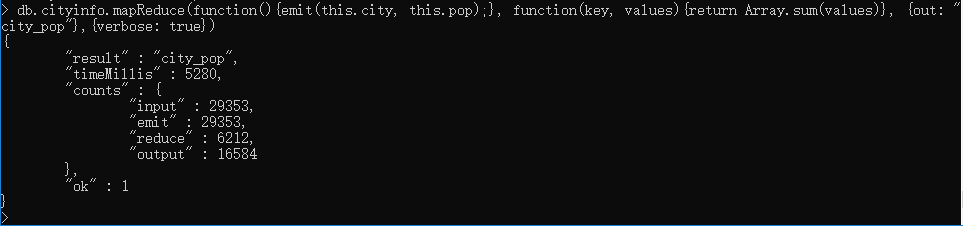 > db.cityinfo.mapReduce(function(){emit(this.city, this.pop);}, function(key, values){return Array.sum(values)}, {out: "
city_pop"},{verbose: true})
{
        "result" : "city_pop",
        "timeMillis" : 5280,
        "counts" : {
                "input" : 29353,
                "emit" : 29353,
                "reduce" : 6212,
                "output" : 16584
        },
        "ok" : 1
}
>